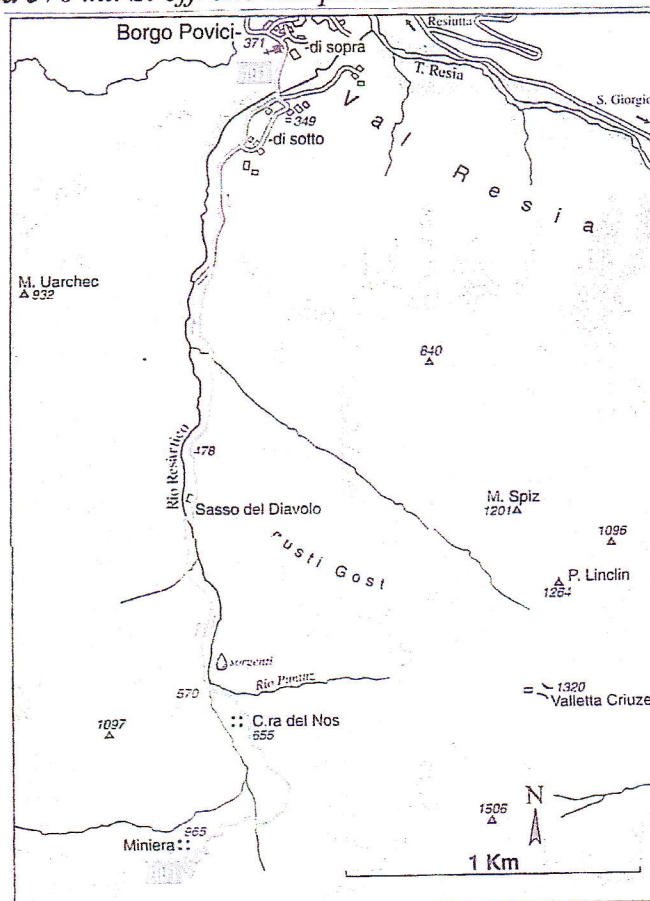 Borgo Povici-
371
-di sopra
Resiutta
T. Resia
S. Giorgio
349
-di sotto
Val Resia
M. Uarchec
932
640
478
Rio Resartico
Sasso del Diavolo
M. Spiz
1201
1096
rusti Gost
P. Linclin
1264
sorgenti
570
1320
Valletta Criuze
C.ra del Nos
655
1097
N
1506
965
Miniera
1 Km